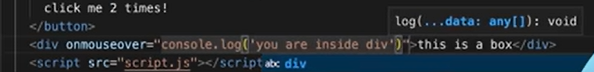 click me 2 times!
</button>
log(...data: any[]): void
<div onmouseover="console.log('you are inside div')">this is a box</div>
<script src="script.js"></script
abc div